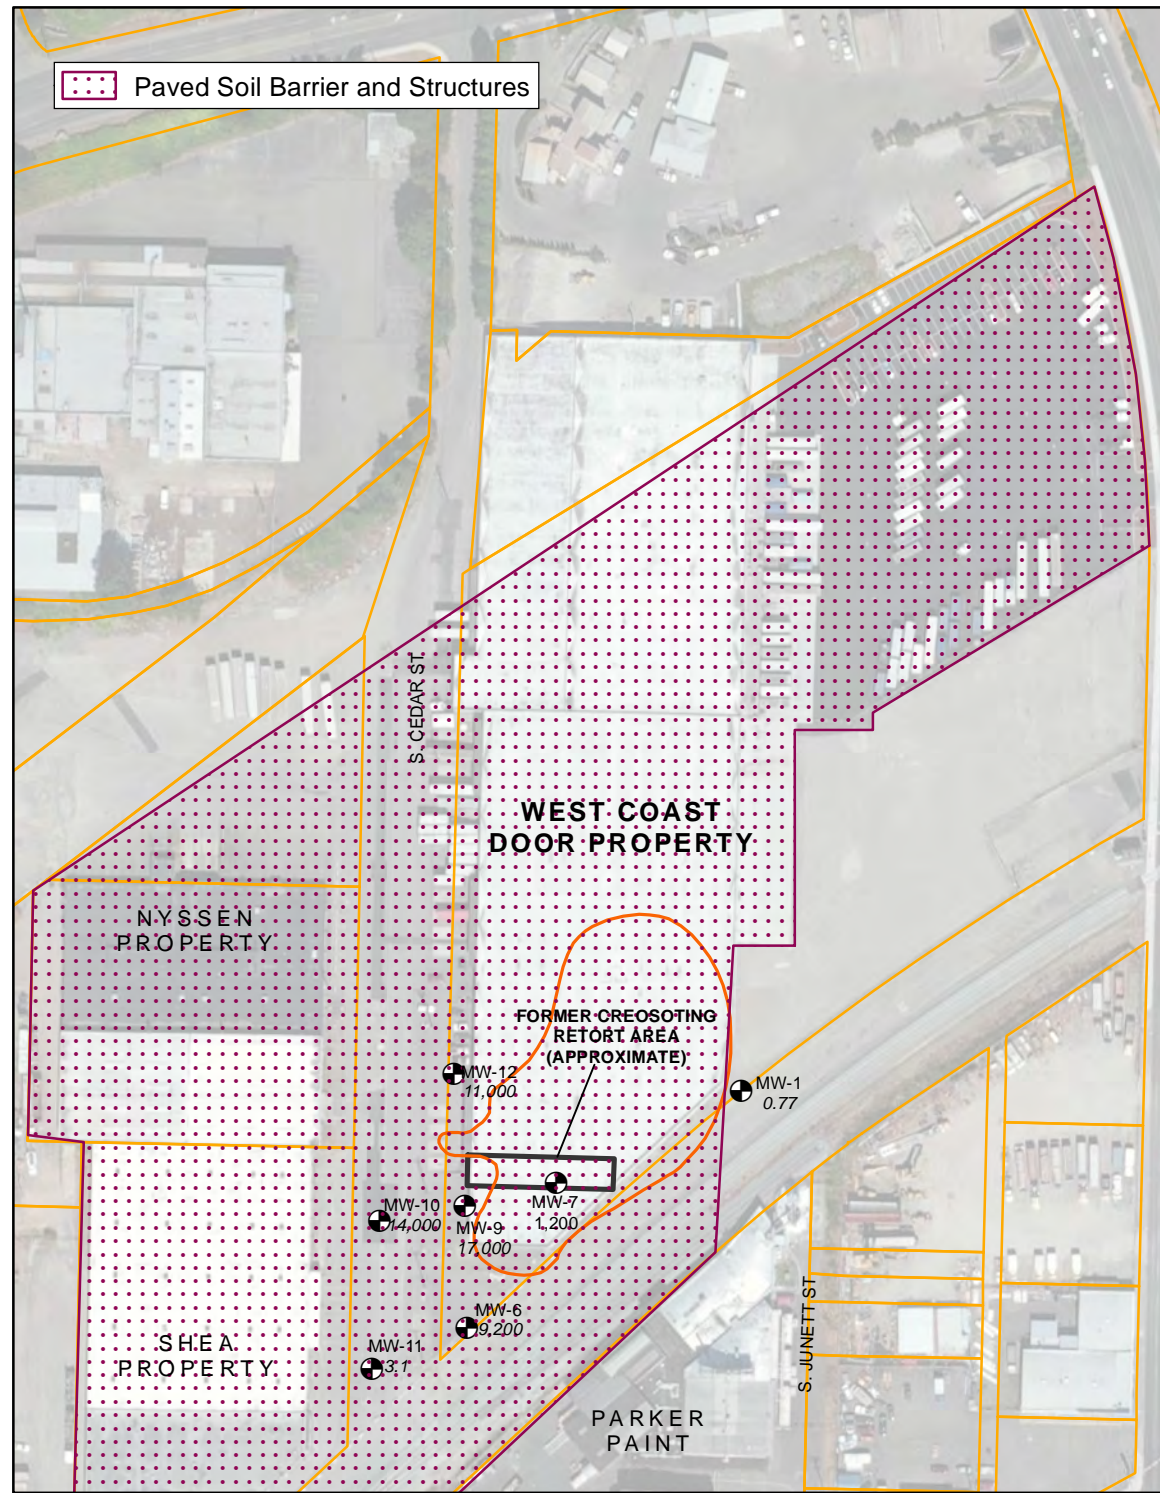 Paved Soil Barrier and Structures
S. CEDAR ST
WEST COAST
DOOR PROPERTY
NYSSEN
PROPERTY
FORMER CREOSOTING
RETORT AREA
(APPROXIMATE)
MW-12
11,000
MW-1
0.77
MW-10
14,000
MW-9
17,000
MW-7
1,200
MW-6
9,200
MW-11
3.1
SHEA
PROPERTY
S. JUNETT ST
PARKER
PAINT